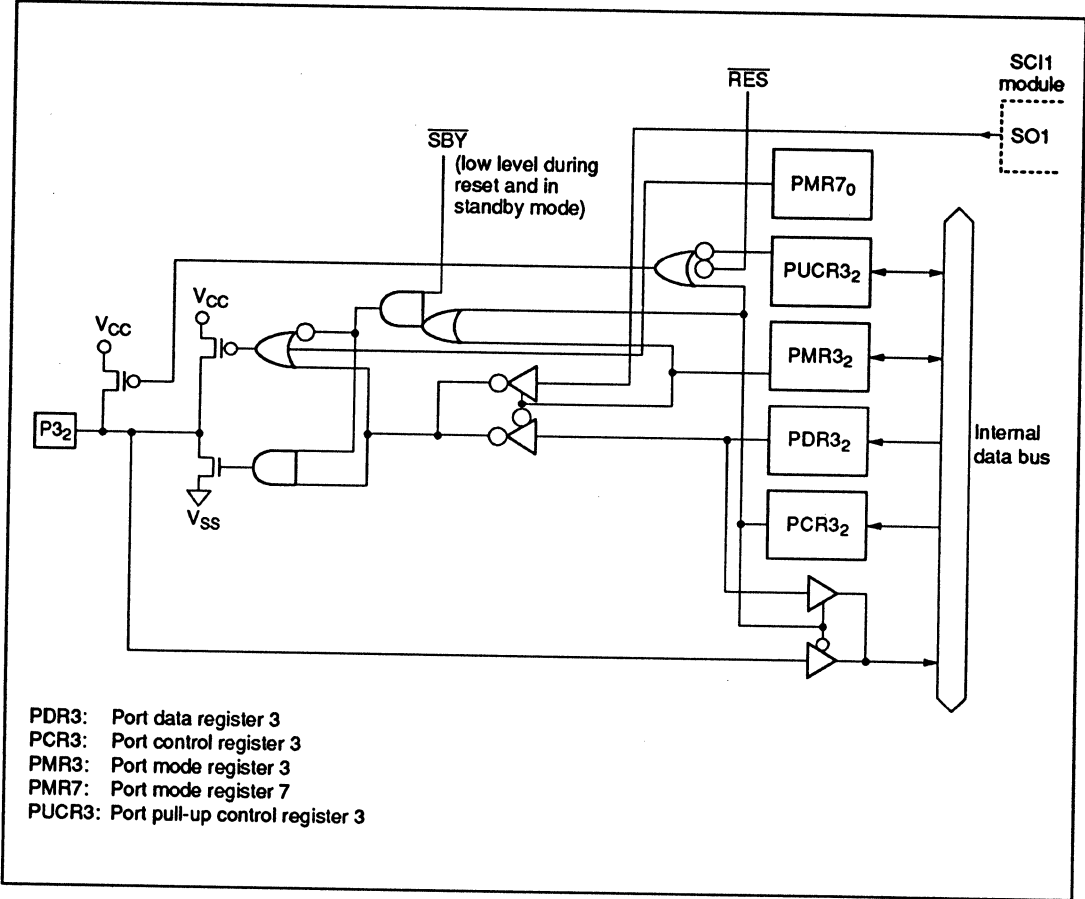 SCI1
module
RES
SO1
SBY
(low level during
reset and in
standby mode)
PMR7₀
PUCR3₂
VCC
VCC
PMR3₂
P3₂
PDR3₂
Internal
data bus
VSS
PCR3₂
PDR3: Port data register 3
PCR3: Port control register 3
PMR3: Port mode register 3
PMR7: Port mode register 7
PUCR3: Port pull-up control register 3